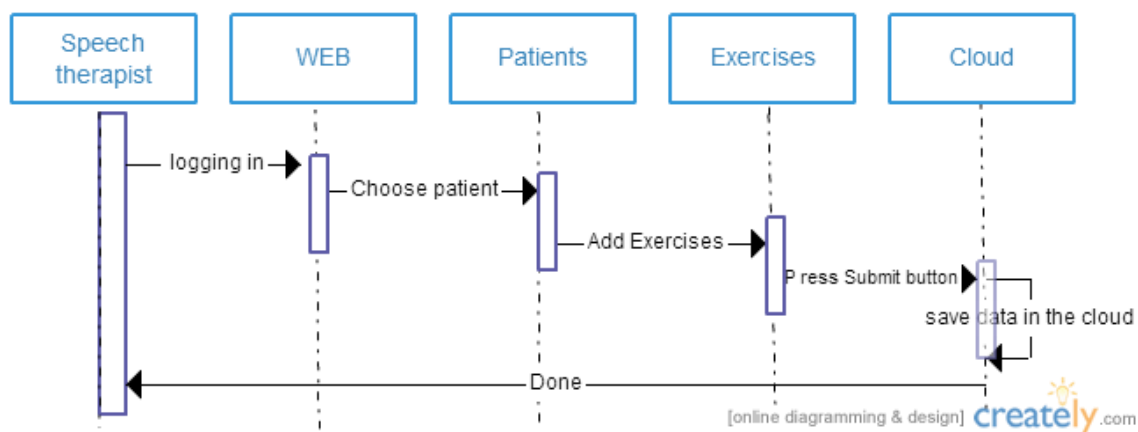 Speech
therapist
WEB
Patients
Exercises
Cloud
logging in
Choose patient
Add Exercises
P ress Submit button
save data in the cloud
Done
[online diagramming & design] creately.com